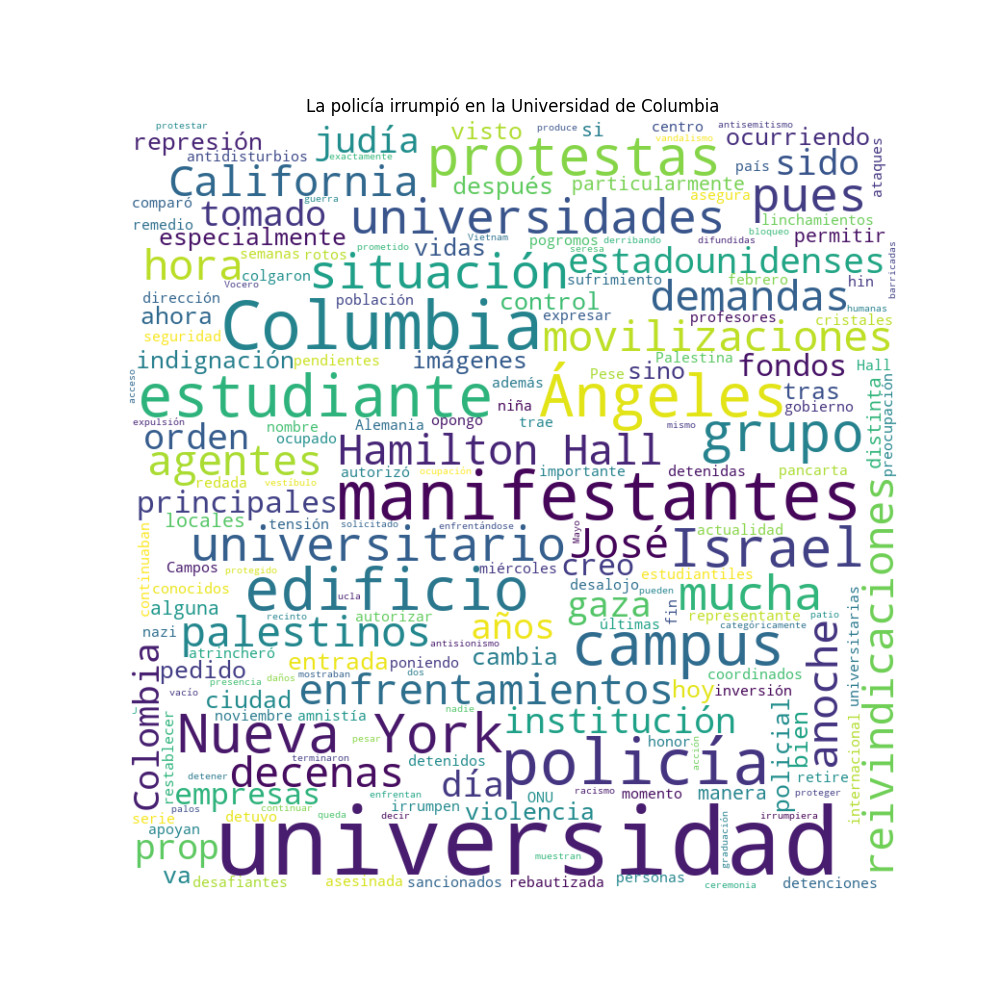 La policía irrumpió en la Universidad de Columbia
protestar
represión
antidisturbios
judía
exactamente
visto
produce
si
centro
vandalismo
antisemitismo
ocurriendo
California
guerra
protestas
después
particularmente
país
asegura
sido
pues
ataques
comparó
remedio
tomado
universidades
linchamientos
bloqueo
especialmente
semanas
rotos
prometido
vidas
Vietnam
pogromos
derribando
difundidas
permitir
hora
Vocero
colgaron
situación
seresa
estadounidenses
sufrimiento
febrero
hin
barricadas
dirección
ahora
población
control
expresar
demandas
profesores
humanas
cristales
seguridad
Columbia
movilizaciones
indignación
pendientes
imágenes
Pese
sino
Palestina
fondos
Hall
acceso
estudiante
además
niña
Ángeles
tras
gobierno
distinta
preocupación
expulsión
nombre
Alemania
opongo
trae
mismo
grupo
orden
ocupado
Hamilton Hall
agentes
redada
vestíbulo
autorizó
ocupación
importante
detenidas
pancarta
principales
manifestantes
locales
tensión
solicitado
enfrentándose
Mayo
actualidad
continuaban
universitario
José
Israel
reivindicaciones
Campos
protegido
miércoles
creo
desalojo
estudiantiles
conocidos
edificio
ucla
pueden
mucha
alguna
recinto
autorizar
gaza
últimas
fin
representante
patio
universitarias
nazi
palestinos
años
categóricamente
atrincheró
antisionismo
campus
anoche
Colombia
pedido
presencia
daños
entrada
mostraban
poniendo
dos
cambia
coordinados
vacío
ciudad
enfrentamientos
hoy
inversión
noviembre
amnistía
nadie
institución
policial
bien
internacional
restablecer
Nueva York
pesar
honor
acción
terminaron
detenidos
policía
decenas
día
racismo
momento
manera
retire
detener
enfrentan
ONU
proteger
empresas
palos
continuar
irrumpen
violencia
serie
detuvo
queda
decir
irrumpiera
apoyan
universidad
graduación
prop
muestran
va
desafiantes
asesinada
sancionados
rebautizada
personas
ceremonia
detenciones